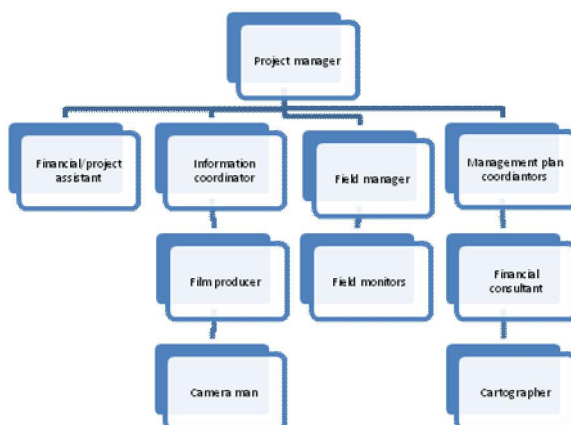 Project manager
Financial/project
assistant
Information
coordinator
Field manager
Management plan
coordiantors
Film producer
Field monitors
Financial
consultant
Camera man
Cartographer